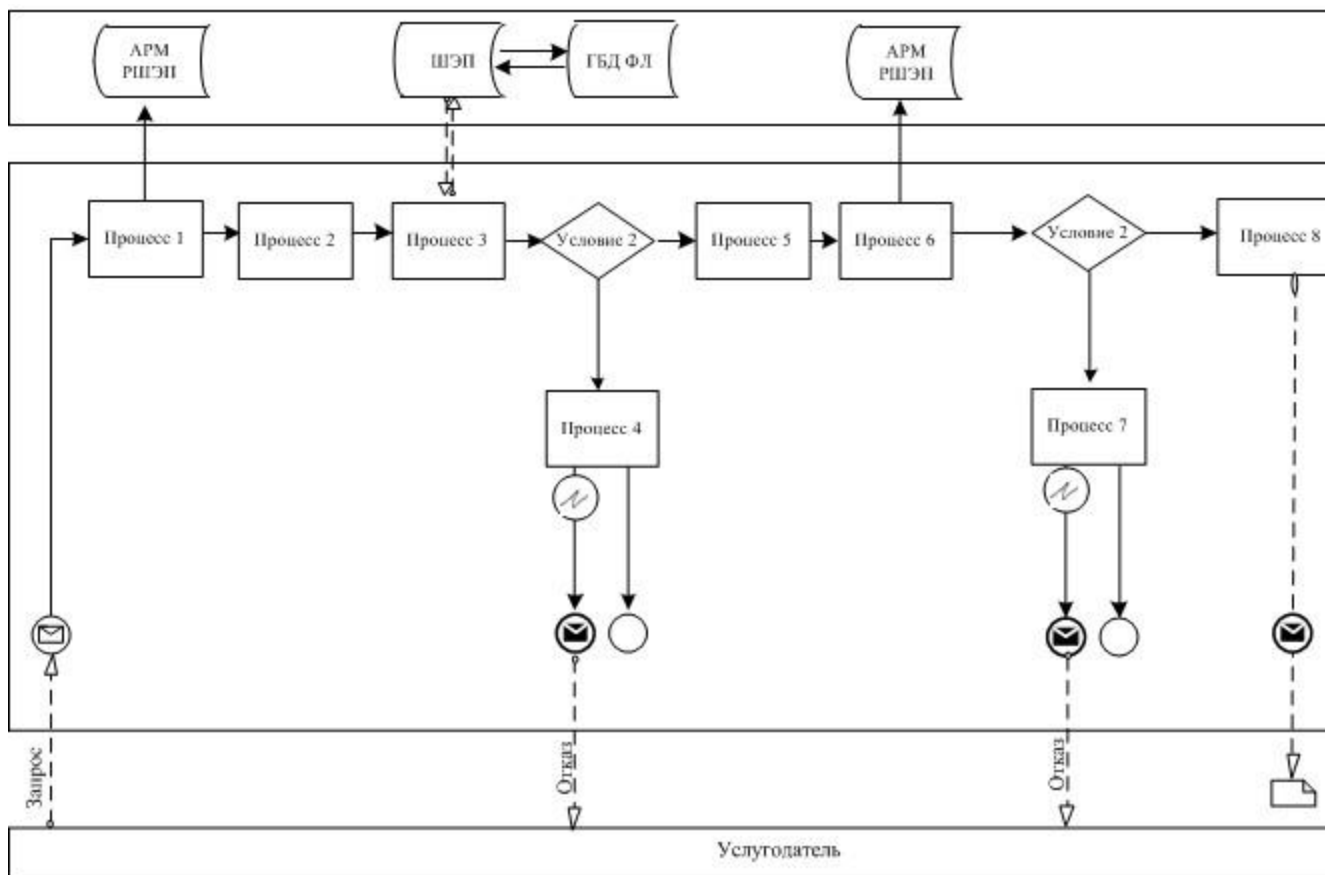 АРМ
РШЭП
ШЭП
ГБД ФЛ
АРМ
РШЭП
Процесс 1
Процесс 2
Процесс 3
Условие 2
Процесс 5
Процесс 6
Условие 2
Процесс 8
Процесс 4
Процесс 7
Запрос
Отказ
Отказ
Услугодатель